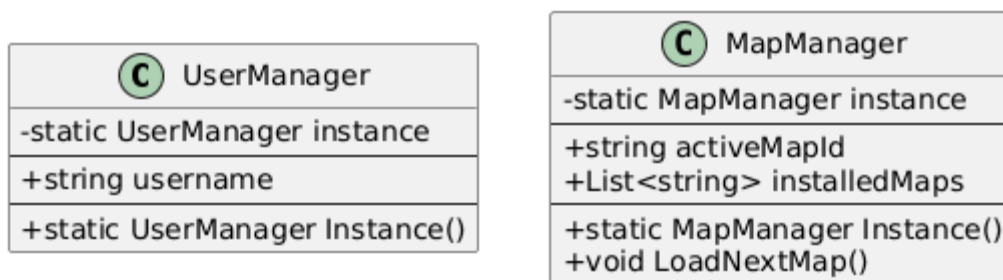 C UserManager
-static UserManager instance
+string username
+static UserManager Instance()
C MapManager
-static MapManager instance
+string activeMapId
+List<string> installedMaps
+static MapManager Instance()
+void LoadNextMap()